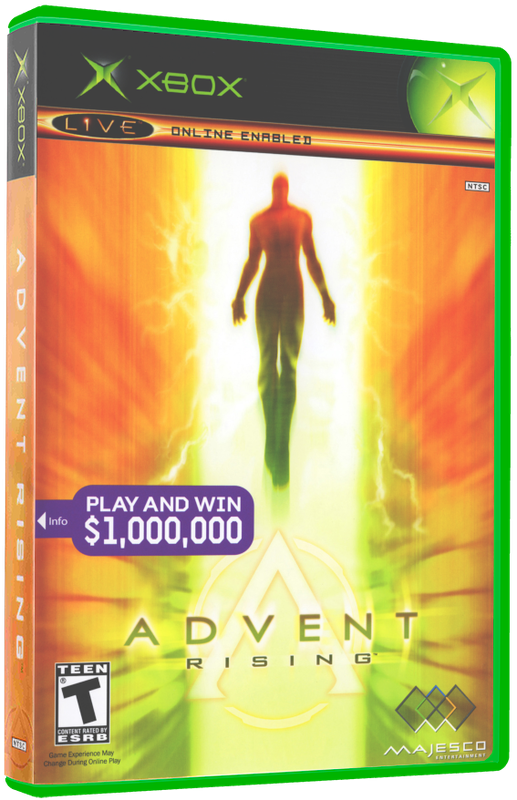 XBOX
XBOX
LIVE ONLINE ENABLED
NTSC
ADVENT RISING
Info
PLAY AND WIN
$1,000,000
ADVENT
RISING
TEEN
T
CONTENT RATED BY
ESRB
Game Experience May
Change During Online Play
MAJESCO
ENTERTAINMENT
NTSC